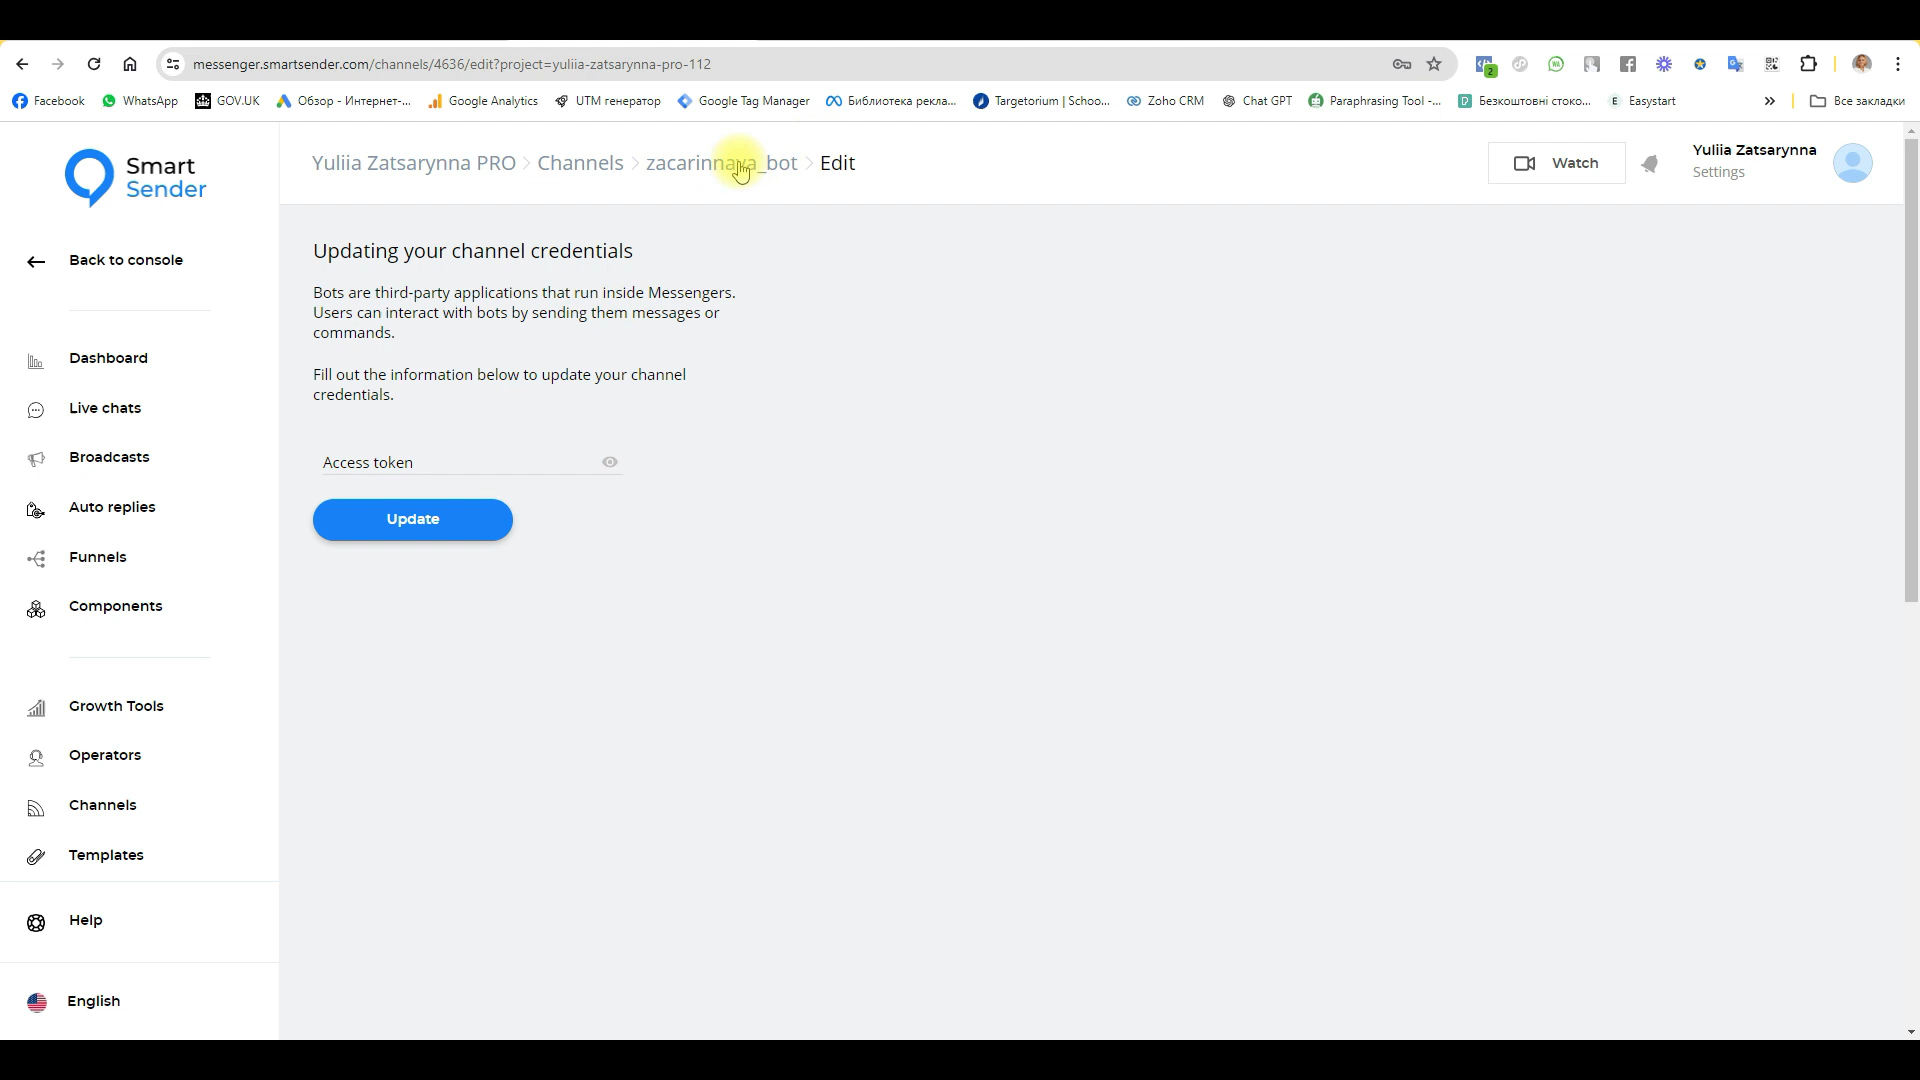 messenger.smartsender.com/channels/4636/edit?project=yuliia-zatsarynna-pro-112
2
Facebook WhatsApp GOV.UK Обзор - Интернет-... Google Analytics UTM генератор Google Tag Manager Библиотека рекла... Targetorium | Schoo... Zoho CRM Chat GPT Paraphrasing Tool -... Безкоштовні стоко... E Easystart » Все закладки
Smart
Sender
Yuliia Zatsarynna PRO > Channels > zacarinnaya_bot > Edit
Watch
Yuliia Zatsarynna
Settings
Back to console
Dashboard
Live chats
Broadcasts
Auto replies
Funnels
Components
Growth Tools
Operators
Channels
Templates
Help
English
Updating your channel credentials
Bots are third-party applications that run inside Messengers.
Users can interact with bots by sending them messages or
commands.
Fill out the information below to update your channel
credentials.
Access token
Update